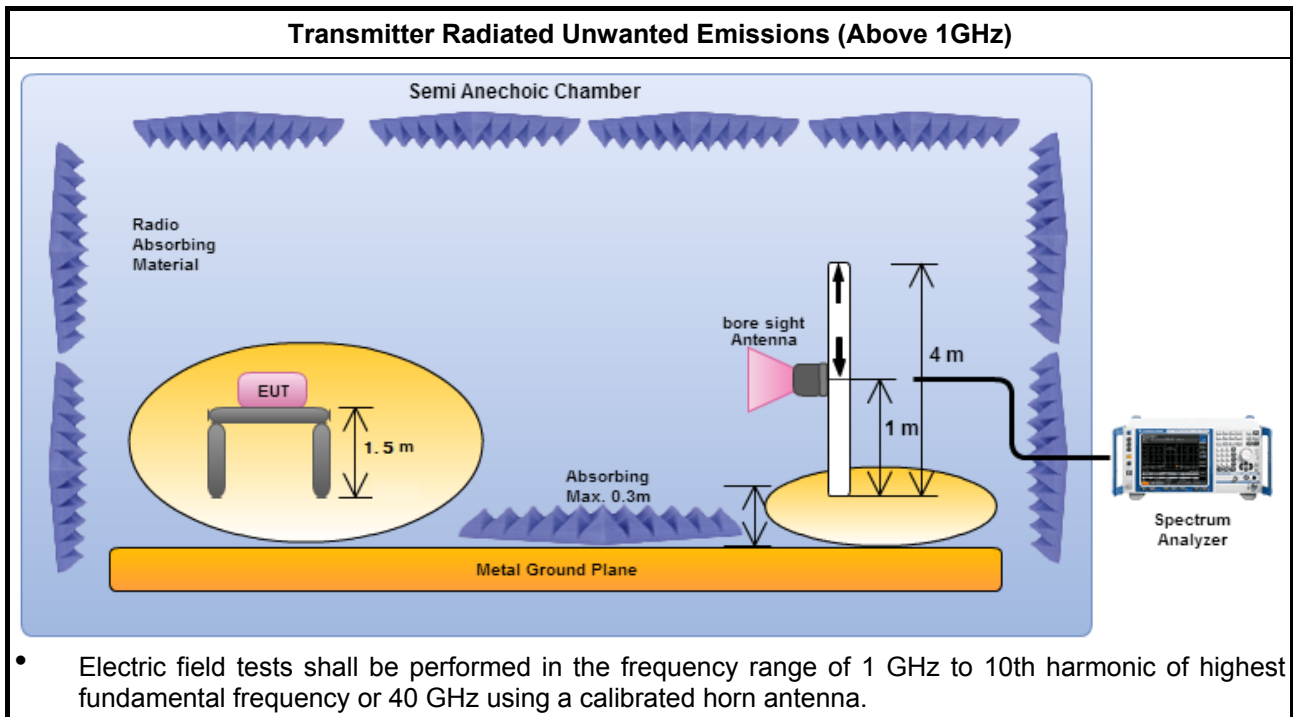 Transmitter Radiated Unwanted Emissions (Above 1GHz)
Semi Anechoic Chamber
Radio
Absorbing
Material
bore sight
Antenna
4 m
EUT
1. 5 m
1 m
Absorbing
Max. 0.3m
Spectrum
Analyzer
Metal Ground Plane
• Electric field tests shall be performed in the frequency range of 1 GHz to 10th harmonic of highest
fundamental frequency or 40 GHz using a calibrated horn antenna.